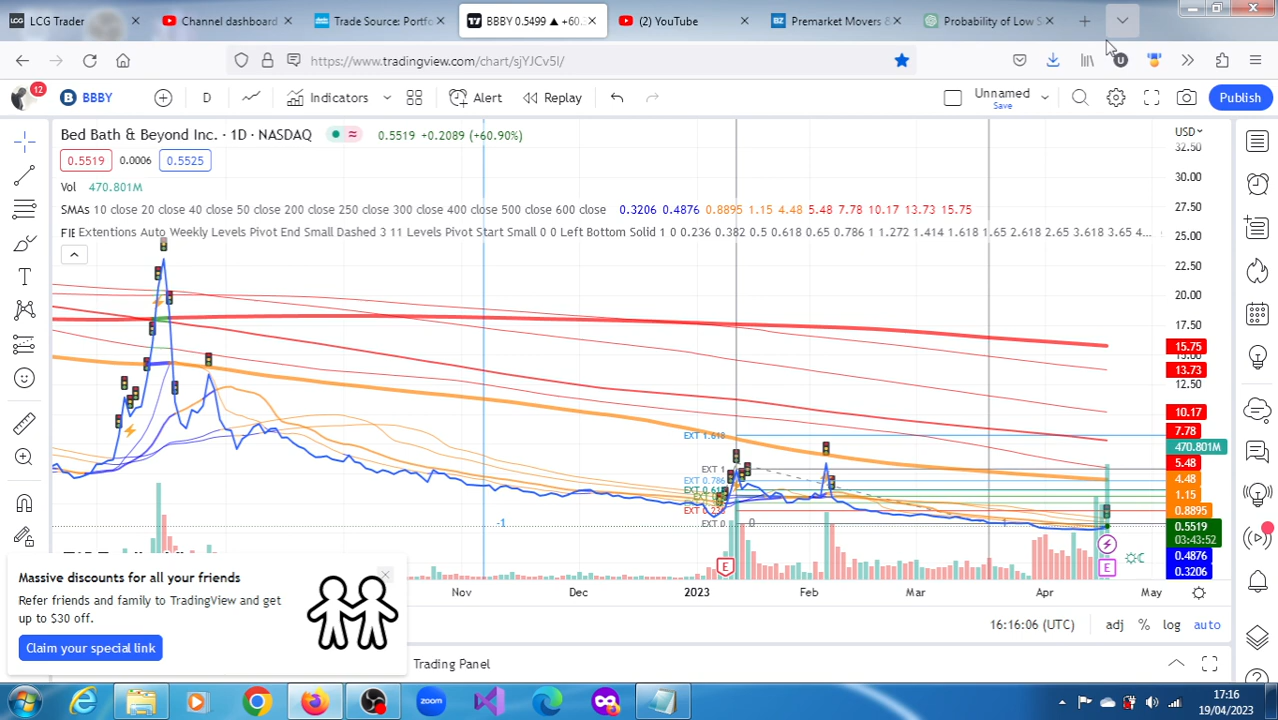 LCG Trader
Channel dashboard
Trade Source: Portfo
BBBY 0.5499 ▲ +60.
(2) YouTube
Premarket Movers &
Probability of Low S
https://www.tradingview.com/chart/sjYJCv5I/
12
BBBY
D
Indicators
Alert
Replay
Unnamed
Save
Publish
Bed Bath & Beyond Inc. · 1D · NASDAQ
0.5519 +0.2089 (+60.90%)
USD
0.5519
0.0006
0.5525
Vol 470.801M
SMAs 10 close 20 close 40 close 50 close 200 close 250 close 300 close 400 close 500 close 600 close 0.3206 0.4876 0.8895 1.15 4.48 5.48 7.78 10.17 13.73 15.75
Extentions Auto Weekly Levels Pivot End Small Dashed 3 11 Levels Pivot Start Small 0 0 Left Bottom Solid 1 0 0.236 0.382 0.5 0.618 0.65 0.786 1 1.272 1.414 1.618 1.65 2.618 2.65 3.618 3.65 4...
32.50
30.00
27.50
25.00
22.50
20.00
17.50
15.75
15.00
13.73
12.50
10.17
7.78
470.801M
5.48
4.48
1.15
0.8895
0.5519
03:43:52
0.4876
0.3206
EXT 1.618
EXT 1
EXT 0.786
EXT 0
-1
0
1
E
E
Massive discounts for all your friends
Refer friends and family to TradingView and get
up to $30 off.
Claim your special link
Nov
Dec
2023
Feb
Mar
Apr
May
16:16:06 (UTC)
adj
%
log
auto
Trading Panel
zoom
17:16
19/04/2023